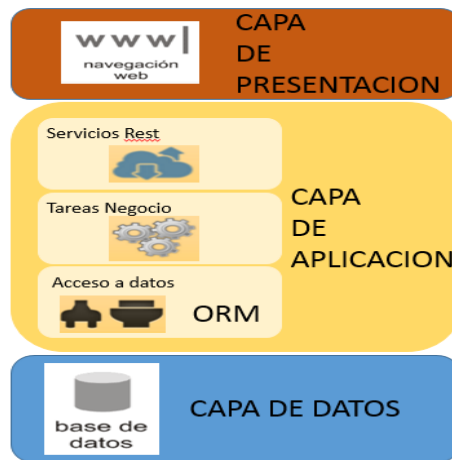 www|
navegación
web
CAPA
DE
PRESENTACION
Servicios Rest
Tareas Negocio
Acceso a datos
ORM
CAPA
DE
APLICACION
base de
datos
CAPA DE DATOS